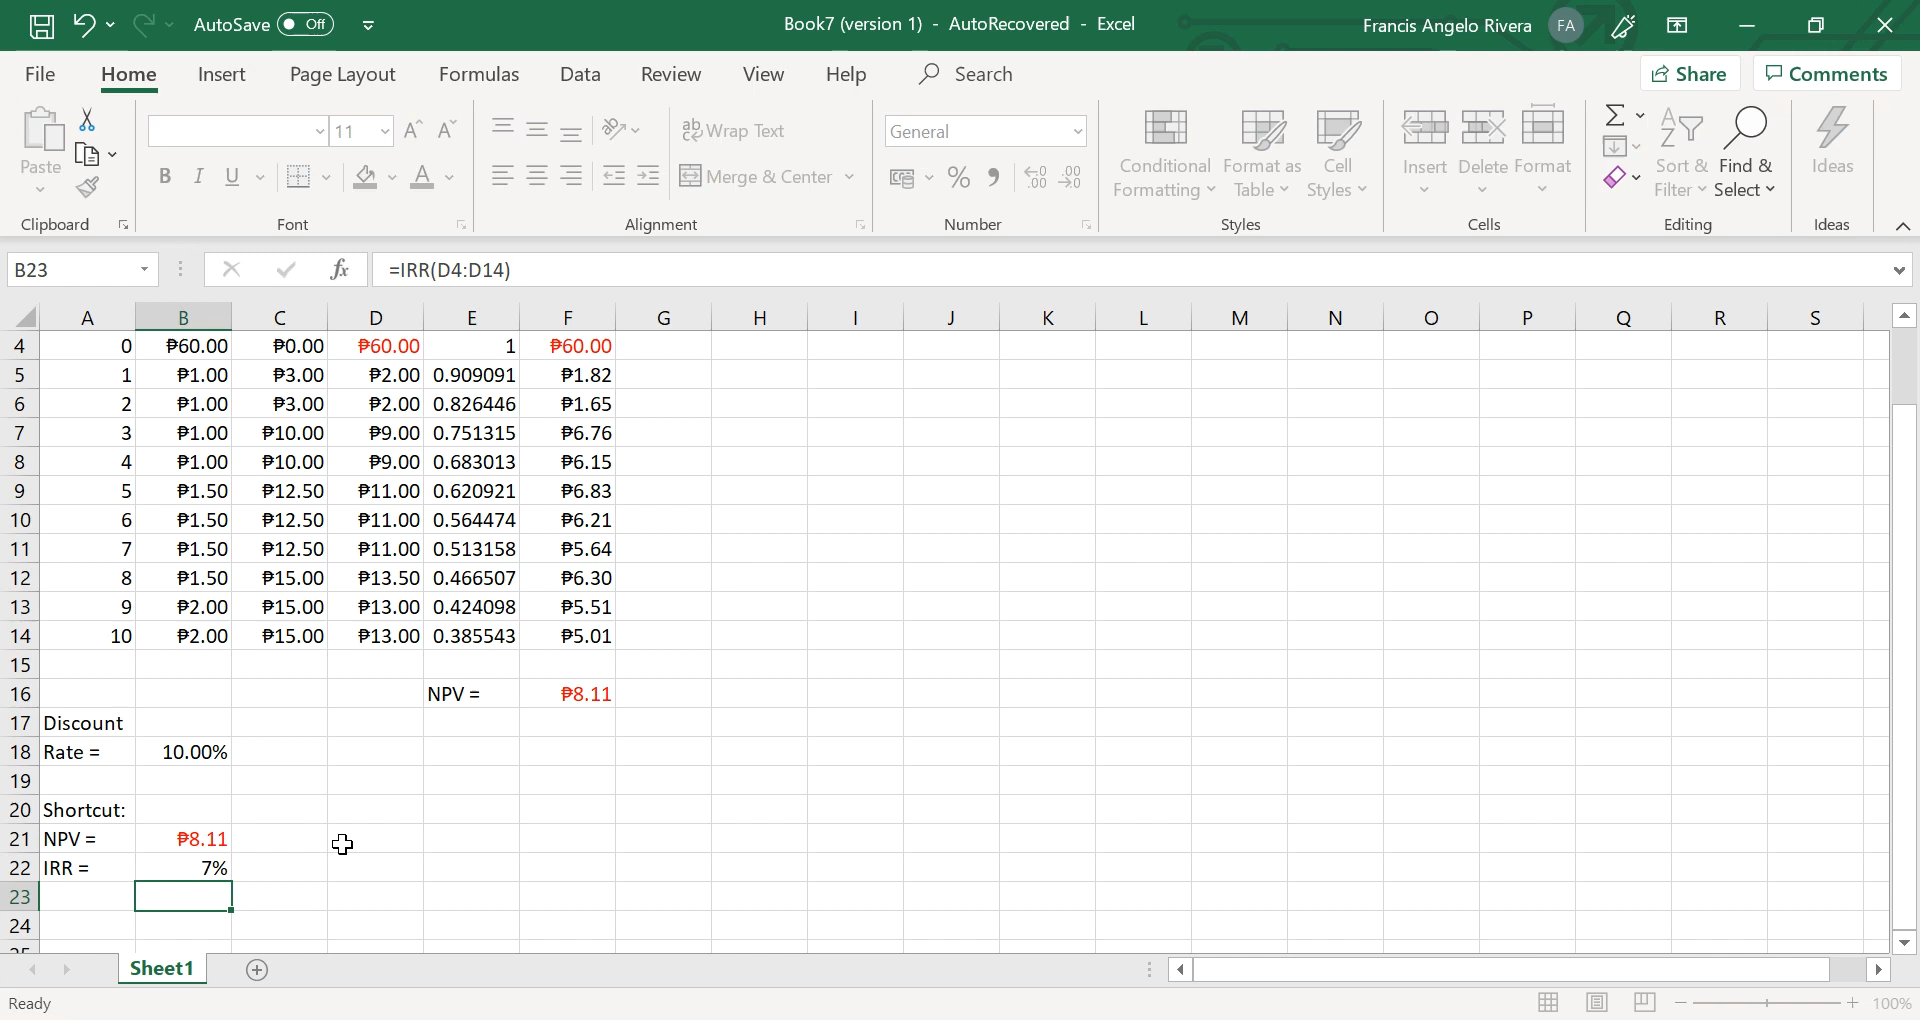 AutoSave Off Book7 (version 1) - AutoRecovered - Excel Francis Angelo Rivera FA
File Home Insert Page Layout Formulas Data Review View Help Search Share Comments
Paste
Clipboard
11
B I U A
Font
ab Wrap Text
Merge & Center
Alignment
General
% 9 .00 .00
Number
Conditional Formatting
Format as Table
Cell Styles
Styles
Insert Delete Format
Cells
Sort & Filter
Find & Select
Editing
Ideas
Ideas
B23 fx =IRR(D4:D14)
A B C D E F G H I J K L M N O P Q R S
4 0 ₱60.00 ₱0.00 ₱60.00 1 ₱60.00
5 1 ₱1.00 ₱3.00 ₱2.00 0.909091 ₱1.82
6 2 ₱1.00 ₱3.00 ₱2.00 0.826446 ₱1.65
7 3 ₱1.00 ₱10.00 ₱9.00 0.751315 ₱6.76
8 4 ₱1.00 ₱10.00 ₱9.00 0.683013 ₱6.15
9 5 ₱1.50 ₱12.50 ₱11.00 0.620921 ₱6.83
10 6 ₱1.50 ₱12.50 ₱11.00 0.564474 ₱6.21
11 7 ₱1.50 ₱12.50 ₱11.00 0.513158 ₱5.64
12 8 ₱1.50 ₱15.00 ₱13.50 0.466507 ₱6.30
13 9 ₱2.00 ₱15.00 ₱13.00 0.424098 ₱5.51
14 10 ₱2.00 ₱15.00 ₱13.00 0.385543 ₱5.01
15
16 NPV = ₱8.11
17 Discount
18 Rate = 10.00%
19
20 Shortcut:
21 NPV = ₱8.11
22 IRR = 7%
23
24
Sheet1
Ready 100%